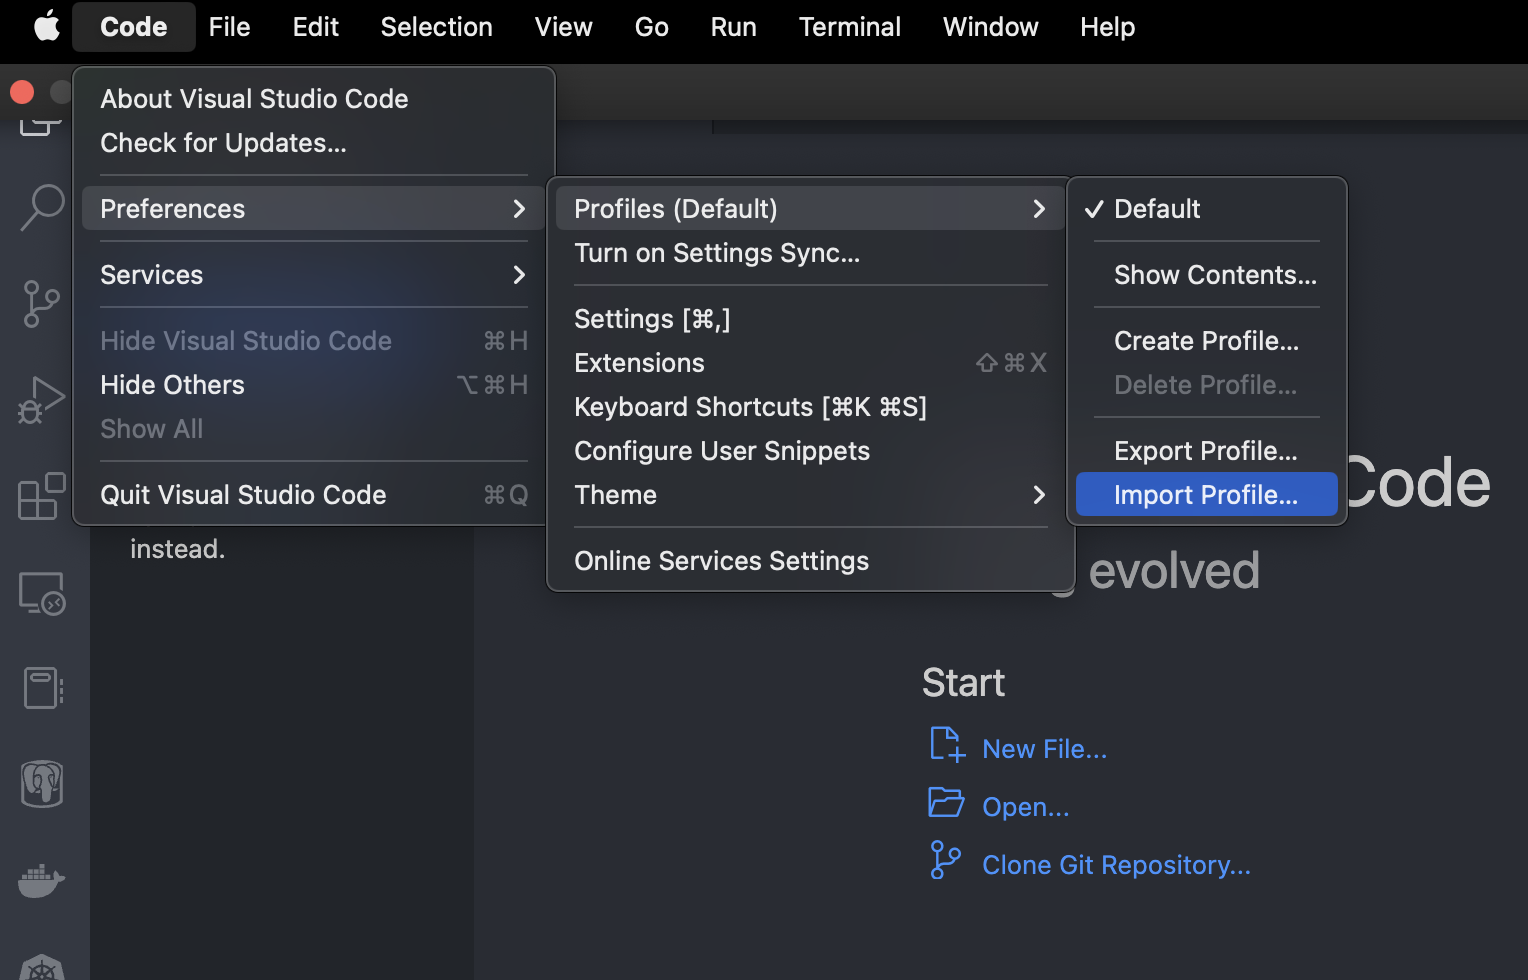 Code File Edit Selection View Go Run Terminal Window Help
About Visual Studio Code
Check for Updates...
Preferences
Services
Hide Visual Studio Code ⌘H
Hide Others ⌥⌘H
Show All
Quit Visual Studio Code ⌘Q
Profiles (Default)
Turn on Settings Sync...
Settings [⌘,]
Extensions ⇧⌘X
Keyboard Shortcuts [⌘K ⌘S]
Configure User Snippets
Theme
Online Services Settings
✓ Default
Show Contents...
Create Profile...
Delete Profile...
Export Profile...
Import Profile...
instead.
Code
evolved
Start
New File...
Open...
Clone Git Repository...